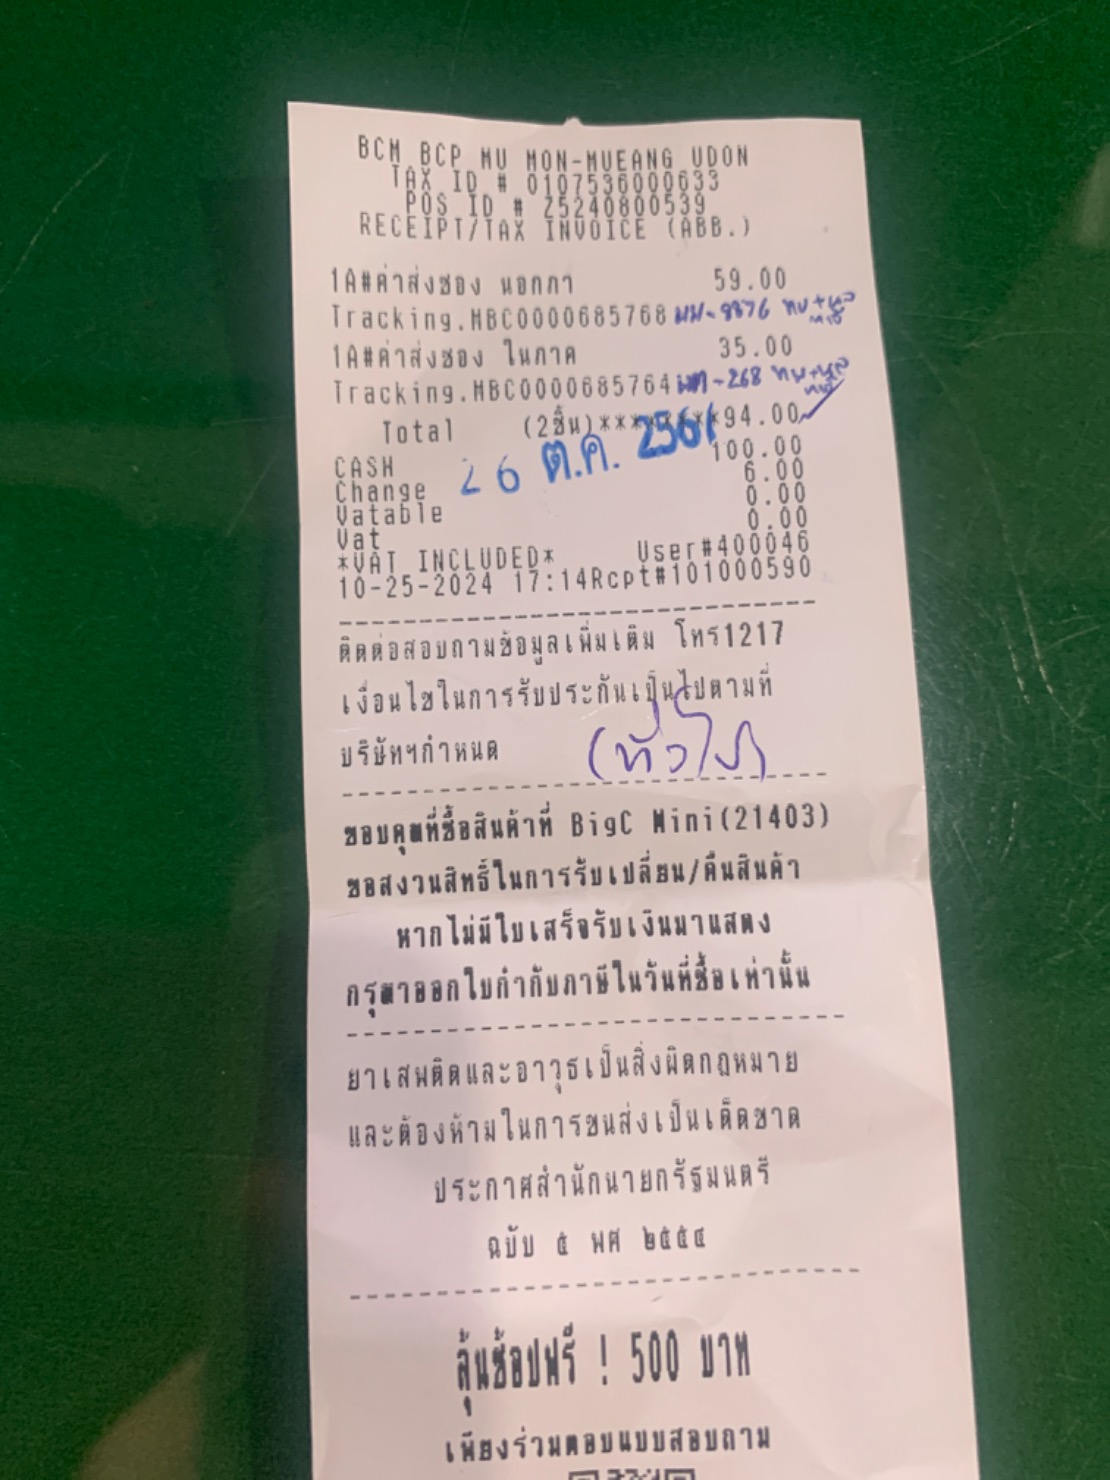 BCM BCP MU MON-MUEANG UDON
TAX ID # 0107536000633
POS ID # Z5240800539
RECEIPT/TAX INVOICE (ABB.)
1A#ค่าส่งซอง นอกภา 59.00
Tracking.MBC0000685768 มม-9876
1A#ค่าส่งซอง ในภาค 35.00
Tracking.MBC0000685764 -268
Total (2ชิ้น)*********94.00
26 ต.ค. 2567
CASH 100.00
Change 6.00
Vatable 0.00
Vat 0.00
*VAT INCLUDED* User#400046
10-25-2024 17:14Rcpt#101000590
ติดต่อสอบถามข้อมูลเพิ่มเติม โทร1217
เงื่อนไขในการรับประกันเป็นไปตามที่
บริษัทฯกำหนด
(ทั่วไป)
ขอบคุณที่ซื้อสินค้าที่ BigC Mini(21403)
ขอสงวนสิทธิ์ในการรับเปลี่ยน/คืนสินค้า
หากไม่มีใบเสร็จรับเงินมาแสดง
กรุณาออกใบกำกับภาษีในวันที่ซื้อเท่านั้น
ยาเสพติดและอาวุธเป็นสิ่งผิดกฎหมาย
และต้องห้ามในการขนส่งเป็นเด็ดขาด
ประกาศสำนักนายกรัฐมนตรี
ฉบับ ๕ พศ ๒๕๕๔
ลุ้นช้อปฟรี ! 500 บาท
เพียงร่วมตอบแบบสอบถาม